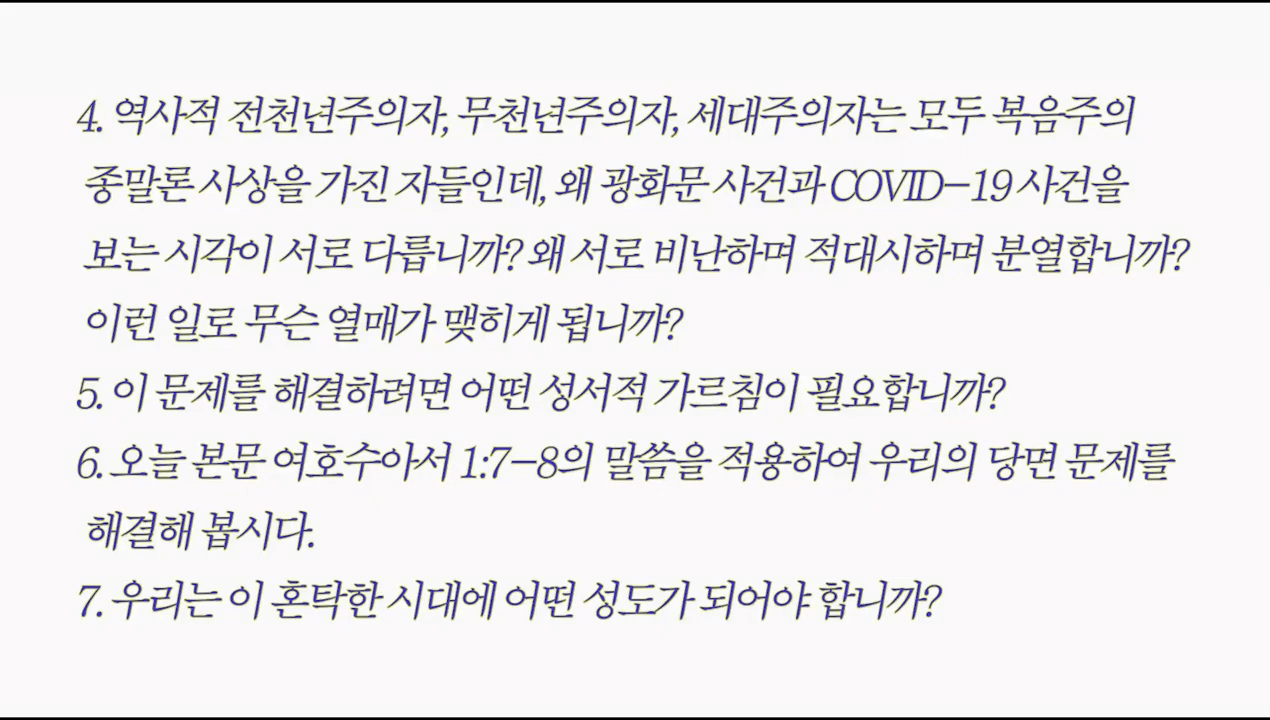 4. 역사적 전천년주의자, 무천년주의자, 세대주의자는 모두 복음주의
종말론 사상을 가진 자들인데, 왜 광화문 사건과 COVID-19 사건을
보는 시각이 서로 다릅니까? 왜 서로 비난하며 적대시하며 분열합니까?
이런 일로 무슨 열매가 맺히게 됩니까?
5. 이 문제를 해결하려면 어떤 성서적 가르침이 필요합니까?
6. 오늘 본문 여호수아서 1:7-8의 말씀을 적용하여 우리의 당면 문제를
해결해 봅시다.
7. 우리는 이 혼탁한 시대에 어떤 성도가 되어야 합니까?